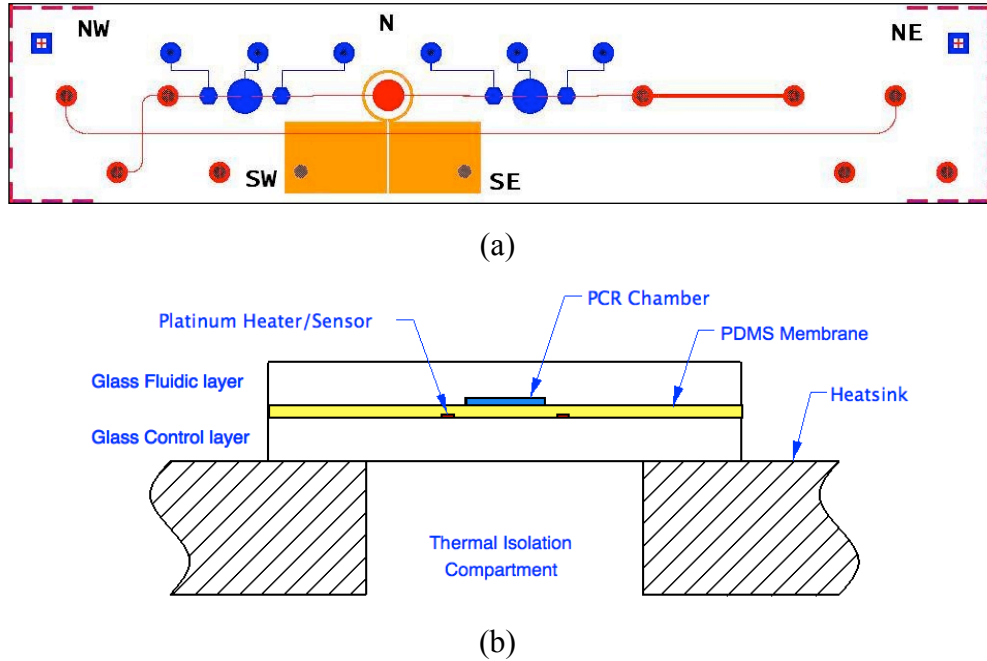 NW
N
NE
SW
SE
(a)
PCR Chamber
Platinum Heater/Sensor
PDMS Membrane
Glass Fluidic layer
Heatsink
Glass Control layer
Thermal Isolation
Compartment
(b)